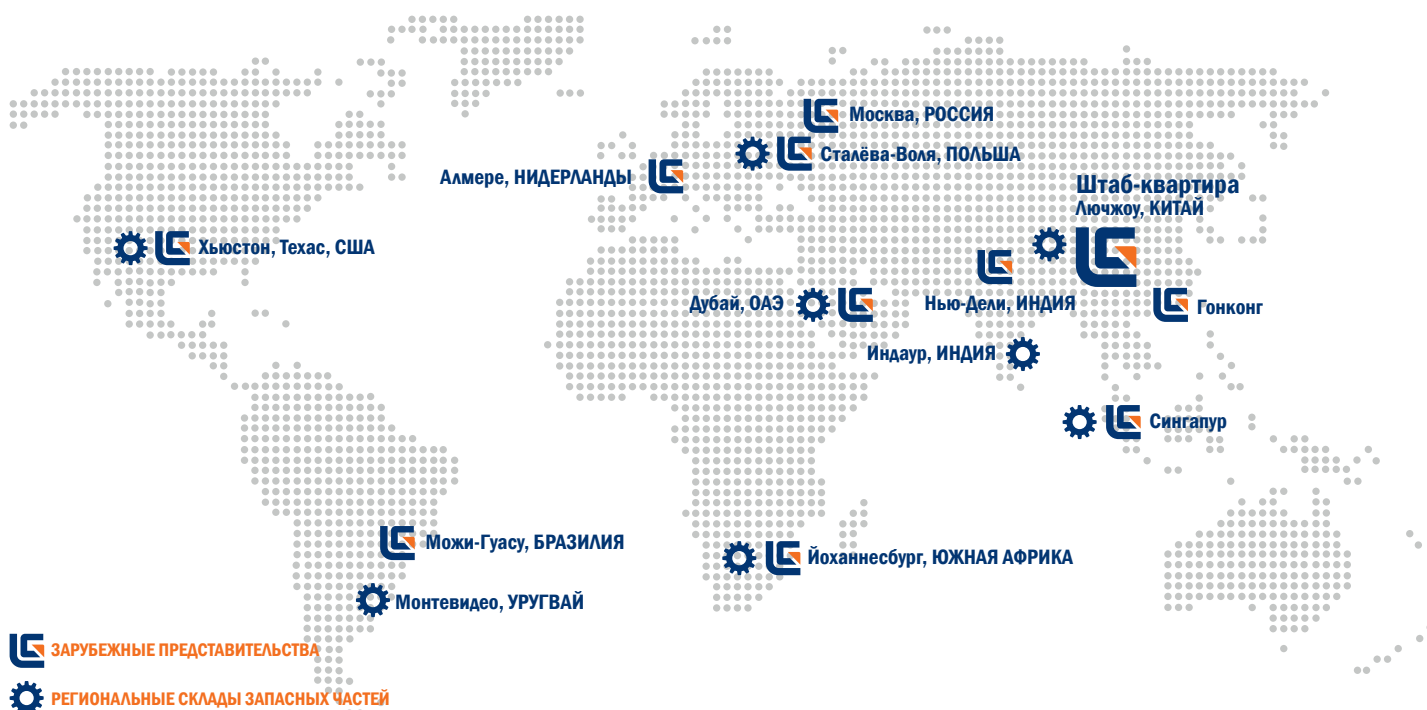 Москва, РОССИЯ
Сталёва-Воля, ПОЛЬША
Алмере, НИДЕРЛАНДЫ
Штаб-квартира
Лючжоу, КИТАЙ
Хьюстон, Техас, США
Дубай, ОАЭ
Нью-Дели, ИНДИЯ
Гонконг
Индаур, ИНДИЯ
Сингапур
Можи-Гуасу, БРАЗИЛИЯ
Йоханнесбург, ЮЖНАЯ АФРИКА
Монтевидео, УРУГВАЙ
ЗАРУБЕЖНЫЕ ПРЕДСТАВИТЕЛЬСТВА
РЕГИОНАЛЬНЫЕ СКЛАДЫ ЗАПАСНЫХ ЧАСТЕЙ